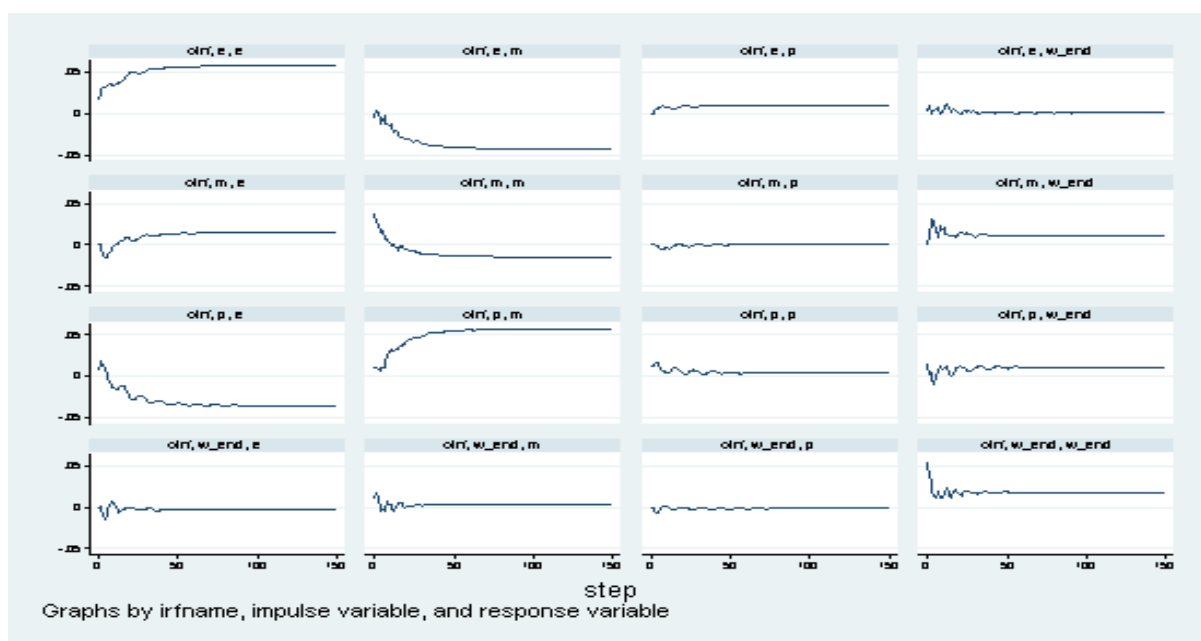 oirf, e, e oirf, e, m oirf, e, p oirf, e, w_end
.05
0
-.05
oirf, m, e oirf, m, m oirf, m, p oirf, m, w_end
.05
0
-.05
oirf, p, e oirf, p, m oirf, p, p oirf, p, w_end
.05
0
-.05
oirf, w_end, e oirf, w_end, m oirf, w_end, p oirf, w_end, w_end
.05
0
-.05
0 50 100 150 0 50 100 150 0 50 100 150 0 50 100 150
step
Graphs by irfname, impulse variable, and response variable